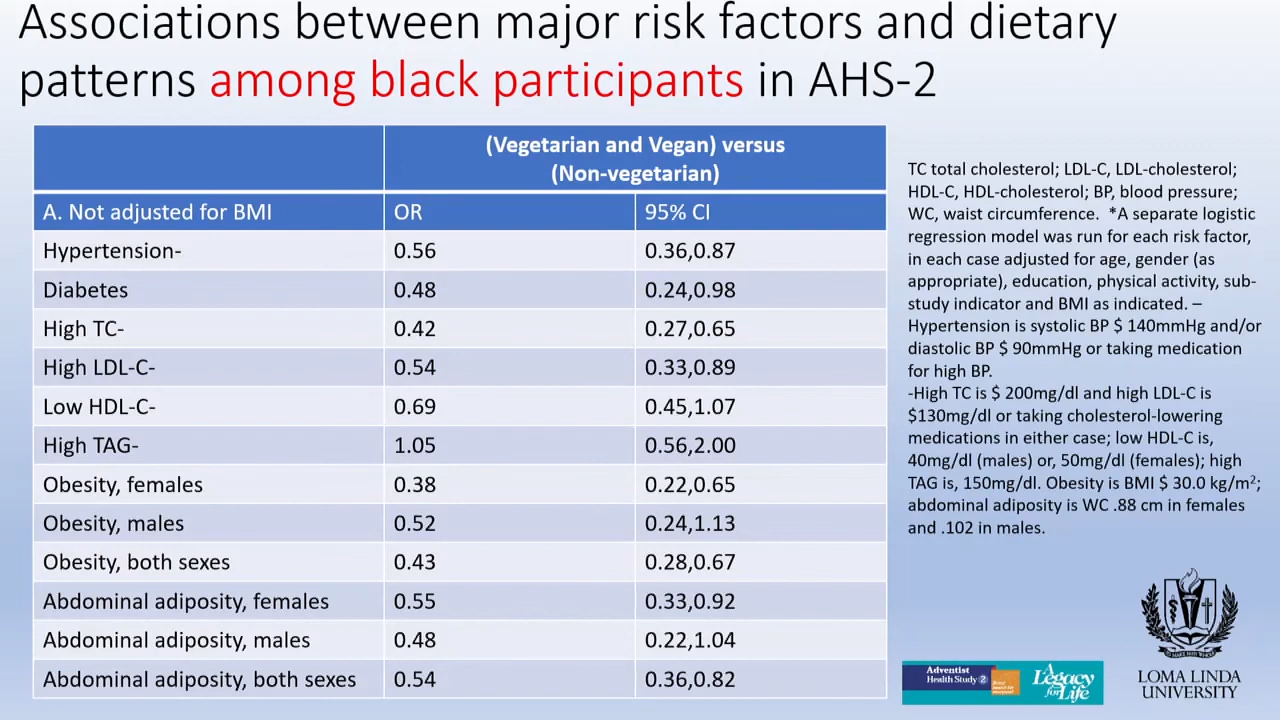 Associations between major risk factors and dietary
patterns among black participants in AHS-2
(Vegetarian and Vegan) versus
(Non-vegetarian)
A. Not adjusted for BMI OR 95% CI
Hypertension- 0.56 0.36,0.87
Diabetes 0.48 0.24,0.98
High TC- 0.42 0.27,0.65
High LDL-C- 0.54 0.33,0.89
Low HDL-C- 0.69 0.45,1.07
High TAG- 1.05 0.56,2.00
Obesity, females 0.38 0.22,0.65
Obesity, males 0.52 0.24,1.13
Obesity, both sexes 0.43 0.28,0.67
Abdominal adiposity, females 0.55 0.33,0.92
Abdominal adiposity, males 0.48 0.22,1.04
Abdominal adiposity, both sexes 0.54 0.36,0.82
TC total cholesterol; LDL-C, LDL-cholesterol;
HDL-C, HDL-cholesterol; BP, blood pressure;
WC, waist circumference. *A separate logistic
regression model was run for each risk factor,
in each case adjusted for age, gender (as
appropriate), education, physical activity, sub-
study indicator and BMI as indicated. –
Hypertension is systolic BP $ 140mmHg and/or
diastolic BP $ 90mmHg or taking medication
for high BP.
-High TC is $ 200mg/dl and high LDL-C is
$130mg/dl or taking cholesterol-lowering
medications in either case; low HDL-C is,
40mg/dl (males) or, 50mg/dl (females); high
TAG is, 150mg/dl. Obesity is BMI $ 30.0 kg/m²;
abdominal adiposity is WC .88 cm in females
and .102 in males.
Adventist
Health Study 2
A
Legacy
for Life
TO MAKE MAN WHOLE
LOMA LINDA
UNIVERSITY